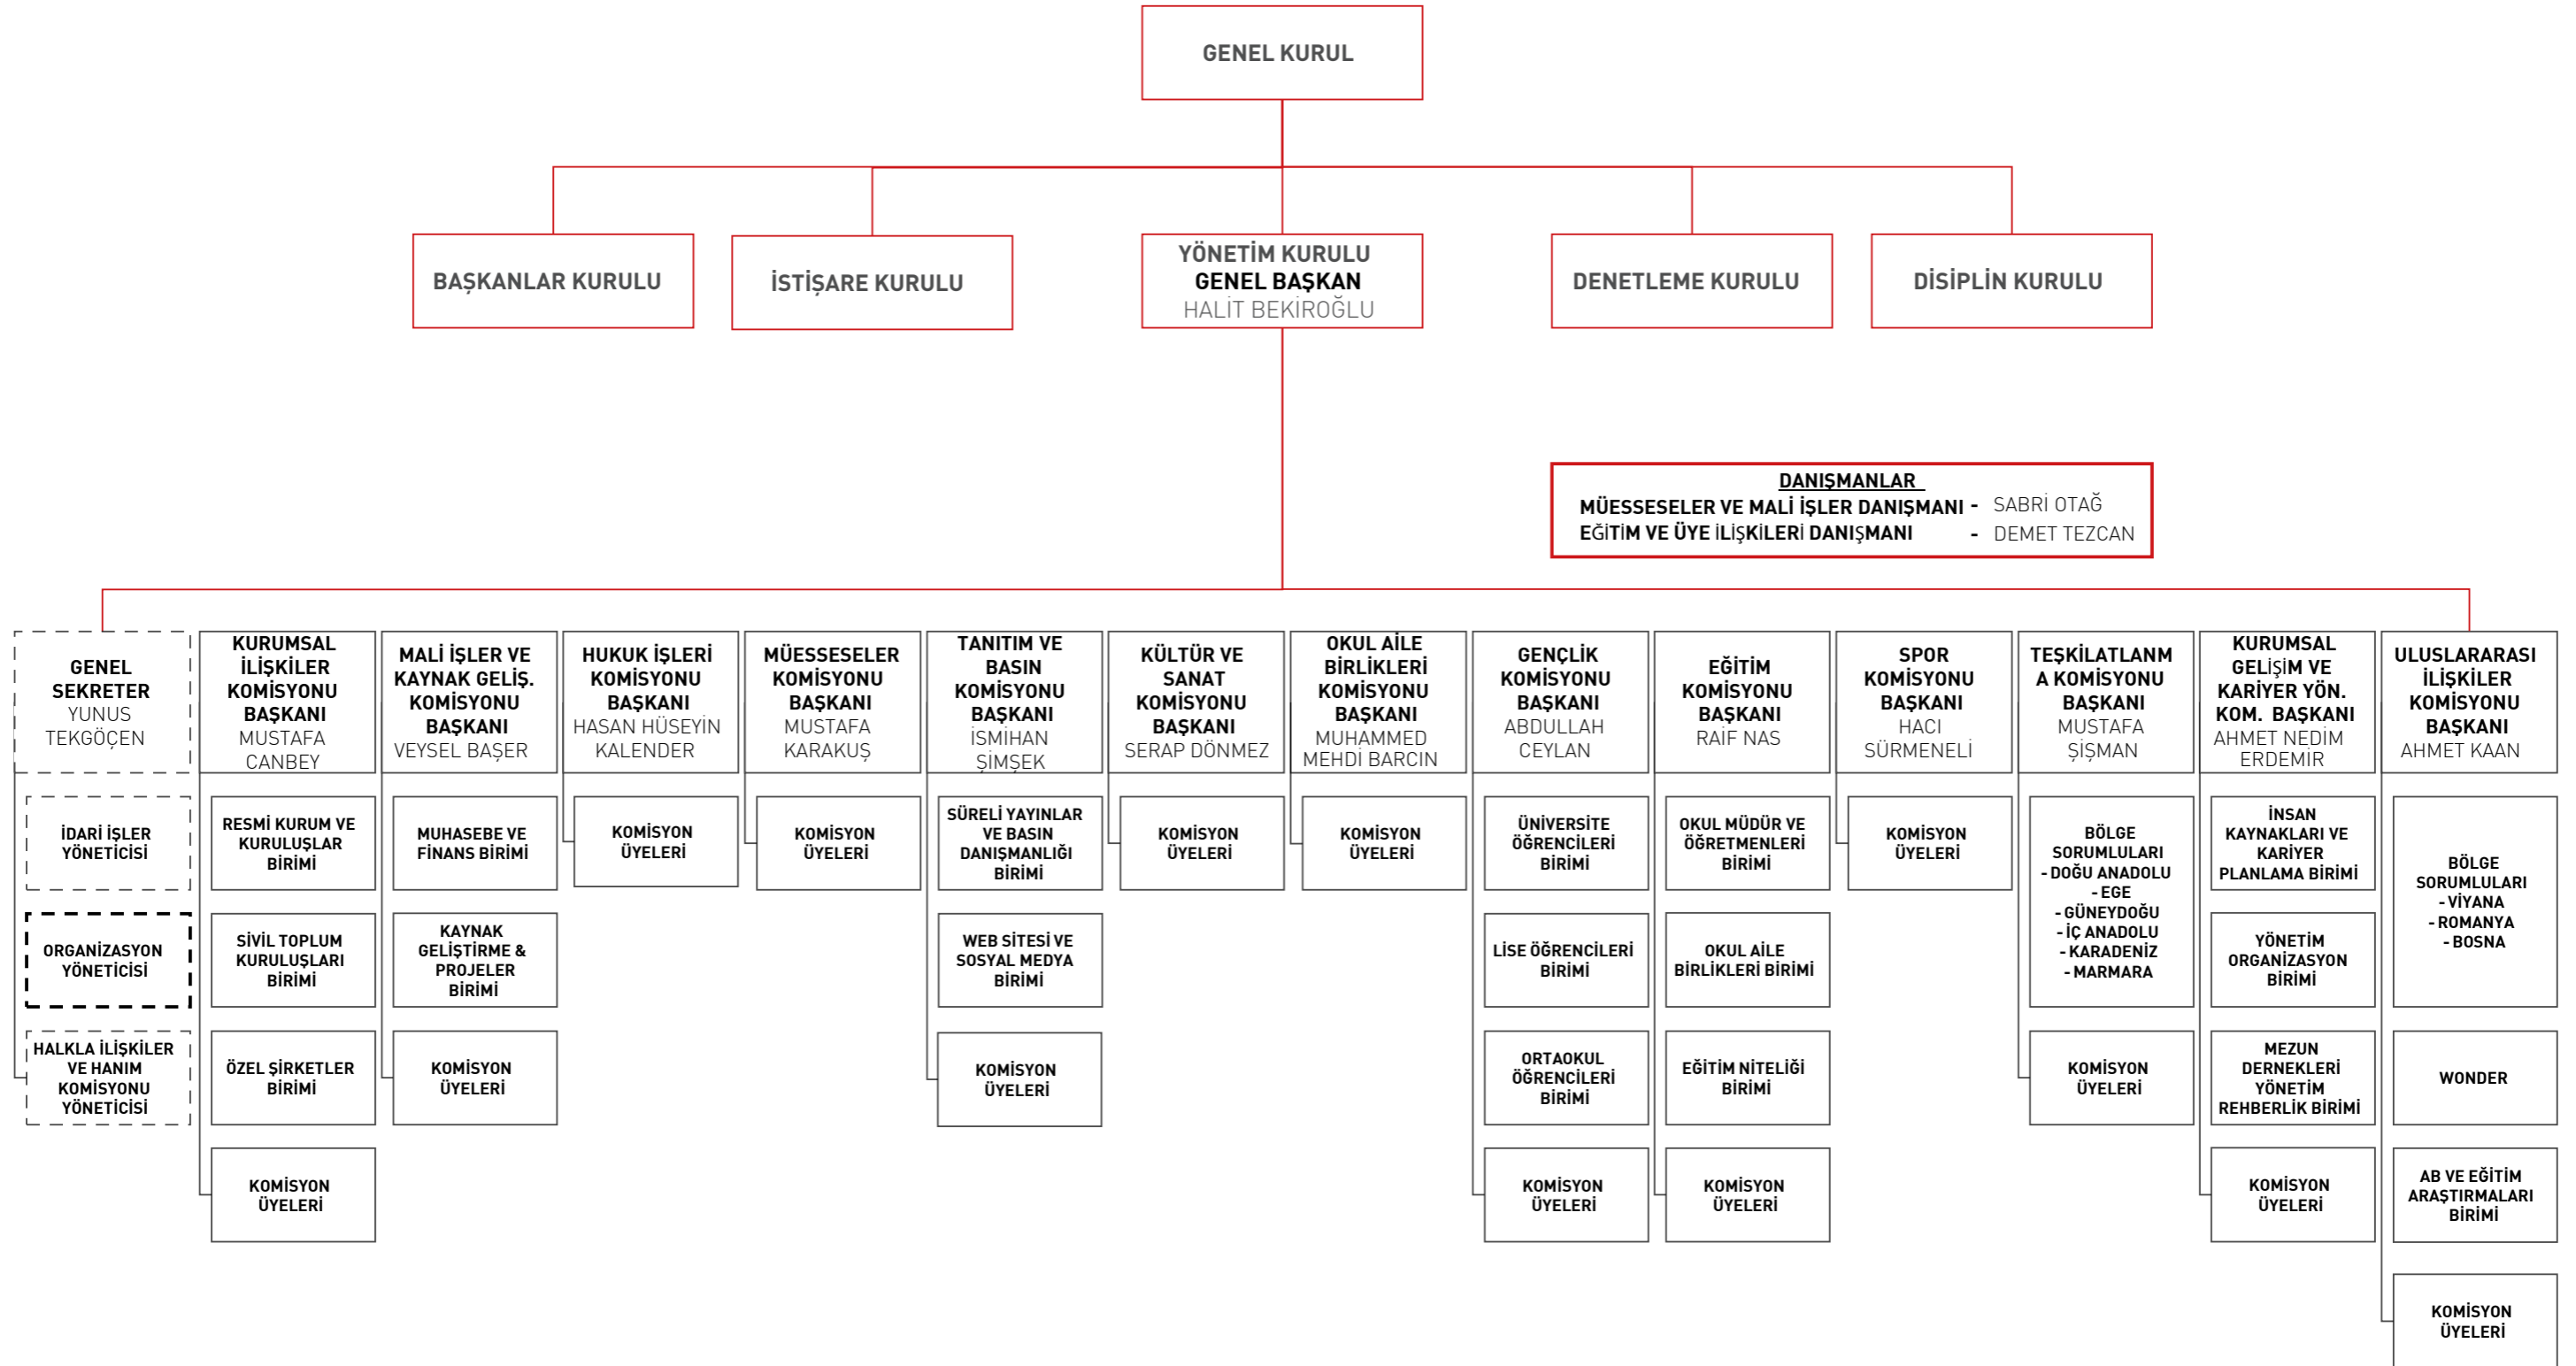 GENEL KURUL
BAŞKANLAR KURULU
İSTİŞARE KURULU
YÖNETİM KURULU
GENEL BAŞKAN
HALİT BEKİROĞLU
DENETLEME KURULU
DİSİPLİN KURULU
DANIŞMANLAR
MÜESSESELER VE MALİ İŞLER DANIŞMANI - SABRİ OTAĞ
EĞİTİM VE ÜYE İLİŞKİLERİ DANIŞMANI - DEMET TEZCAN
GENEL
SEKRETER
YUNUS
TEKGÖÇEN
İDARİ İŞLER
YÖNETİCİSİ
ORGANİZASYON
YÖNETİCİSİ
HALKLA İLİŞKİLER
VE HANIM
KOMİSYONU
YÖNETİCİSİ
KURUMSAL
İLİŞKİLER
KOMİSYONU
BAŞKANI
MUSTAFA
CANBEY
RESMİ KURUM VE
KURULUŞLAR
BİRİMİ
SİVİL TOPLUM
KURULUŞLARI
BİRİMİ
ÖZEL ŞİRKETLER
BİRİMİ
KOMİSYON
ÜYELERİ
MALİ İŞLER VE
KAYNAK GELİŞ.
KOMİSYONU
BAŞKANI
VEYSEL BAŞER
MUHASEBE VE
FİNANS BİRİMİ
KAYNAK
GELİŞTİRME &
PROJELER
BİRİMİ
KOMİSYON
ÜYELERİ
HUKUK İŞLERİ
KOMİSYONU
BAŞKANI
HASAN HÜSEYİN
KALENDER
KOMİSYON
ÜYELERİ
MÜESSESELER
KOMİSYONU
BAŞKANI
MUSTAFA
KARAKUŞ
KOMİSYON
ÜYELERİ
TANITIM VE
BASIN
KOMİSYONU
BAŞKANI
İSMİHAN
ŞİMŞEK
SÜRELİ YAYINLAR
VE BASIN
DANIŞMANLIĞI
BİRİMİ
WEB SİTESİ VE
SOSYAL MEDYA
BİRİMİ
KOMİSYON
ÜYELERİ
KÜLTÜR VE
SANAT
KOMİSYONU
BAŞKANI
SERAP DÖNMEZ
KOMİSYON
ÜYELERİ
OKUL AİLE
BİRLİKLERİ
KOMİSYONU
BAŞKANI
MUHAMMED
MEHDİ BARCIN
KOMİSYON
ÜYELERİ
GENÇLİK
KOMİSYONU
BAŞKANI
ABDULLAH
CEYLAN
ÜNİVERSİTE
ÖĞRENCİLERİ
BİRİMİ
LİSE ÖĞRENCİLERİ
BİRİMİ
ORTAOKUL
ÖĞRENCİLERİ
BİRİMİ
KOMİSYON
ÜYELERİ
EĞİTİM
KOMİSYONU
BAŞKANI
RAİF NAS
OKUL MÜDÜR VE
ÖĞRETMENLERİ
BİRİMİ
OKUL AİLE
BİRLİKLERİ BİRİMİ
EĞİTİM NİTELİĞİ
BİRİMİ
KOMİSYON
ÜYELERİ
SPOR
KOMİSYONU
BAŞKANI
HACI
SÜRMENELİ
KOMİSYON
ÜYELERİ
TEŞKİLATLANM
A KOMİSYONU
BAŞKANI
MUSTAFA
ŞİŞMAN
BÖLGE
SORUMLULARI
- DOĞU ANADOLU
- EGE
- GÜNEYDOĞU
- İÇ ANADOLU
- KARADENİZ
- MARMARA
KOMİSYON
ÜYELERİ
KURUMSAL
GELİŞİM VE
KARİYER YÖN.
KOM. BAŞKANI
AHMET NEDİM
ERDEMİR
İNSAN
KAYNAKLARI VE
KARİYER
PLANLAMA BİRİMİ
YÖNETİM
ORGANİZASYON
BİRİMİ
MEZUN
DERNEKLERİ
YÖNETİM
REHBERLİK BİRİMİ
KOMİSYON
ÜYELERİ
ULUSLARARASI
İLİŞKİLER
KOMİSYONU
BAŞKANI
AHMET KAAN
BÖLGE
SORUMLULARI
- VİYANA
- ROMANYA
- BOSNA
WONDER
AB VE EĞİTİM
ARAŞTIRMALARI
BİRİMİ
KOMİSYON
ÜYELERİ